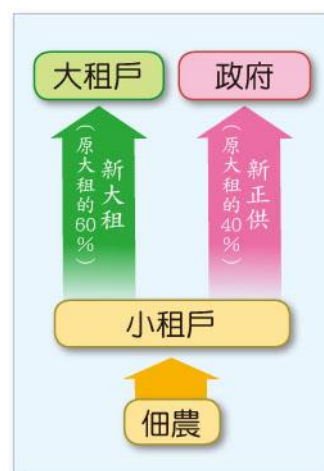 大租戶
政府
新大租
（原大租的60%）
新正供
（原大租的40%）
小租戶
佃農